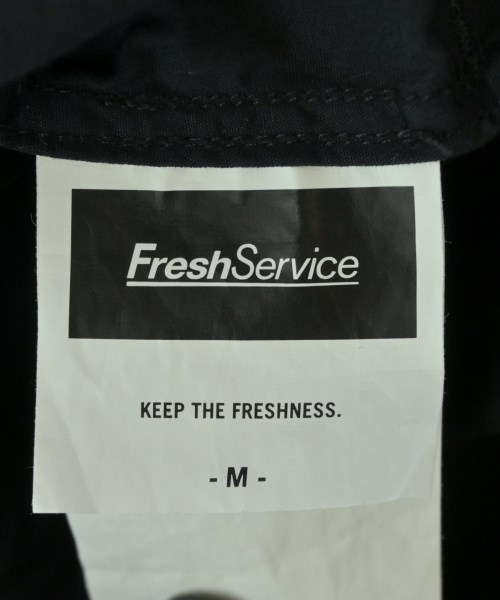 FreshService
KEEP THE FRESHNESS.
- M -